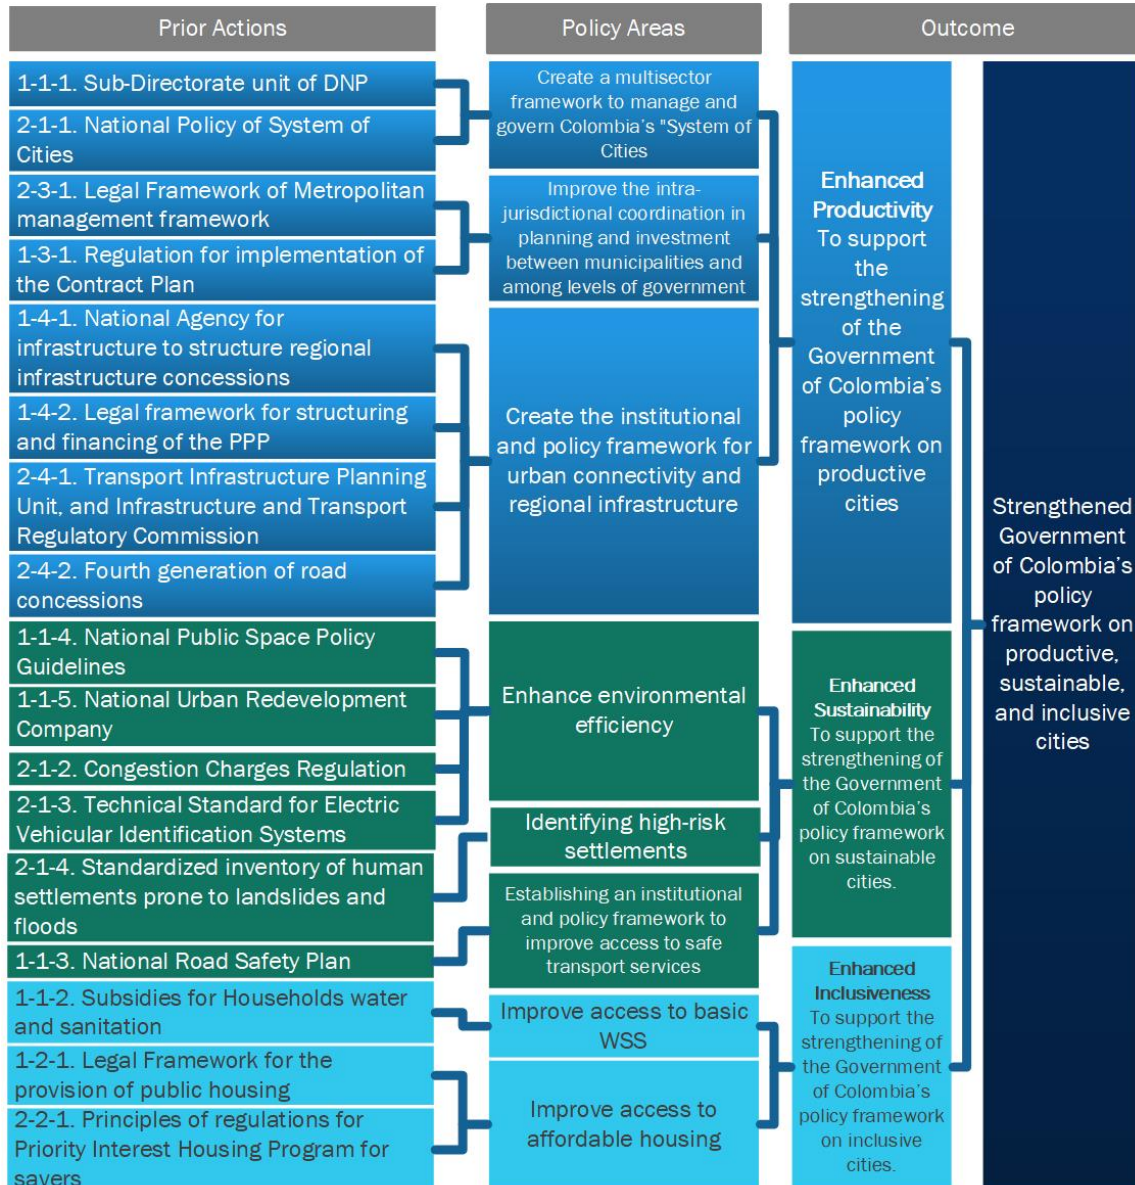 Prior Actions
Policy Areas
Outcome
1-1-1. Sub-Directorate unit of DNP
2-1-1. National Policy of System of
Cities
2-3-1. Legal Framework of Metropolitan
management framework
1-3-1. Regulation for implementation of
the Contract Plan
1-4-1. National Agency for
infrastructure to structure regional
infrastructure concessions
1-4-2. Legal framework for structuring
and financing of the PPP
2-4-1. Transport Infrastructure Planning
Unit, and Infrastructure and Transport
Regulatory Commission
2-4-2. Fourth generation of road
concessions
1-1-4. National Public Space Policy
Guidelines
1-1-5. National Urban Redevelopment
Company
2-1-2. Congestion Charges Regulation
2-1-3. Technical Standard for Electric
Vehicular Identification Systems
2-1-4. Standardized inventory of human
settlements prone to landslides and
floods
1-1-3. National Road Safety Plan
1-1-2. Subsidies for Households water
and sanitation
1-2-1. Legal Framework for the
provision of public housing
2-2-1. Principles of regulations for
Priority Interest Housing Program for
savers
Create a multisector
framework to manage and
govern Colombia's "System of
Cities
Improve the intra-
jurisdictional coordination in
planning and investment
between municipalities and
among levels of government
Create the institutional
and policy framework for
urban connectivity and
regional infrastructure
Enhance environmental
efficiency
Identifying high-risk
settlements
Establishing an institutional
and policy framework to
improve access to safe
transport services
Improve access to basic
WSS
Improve access to
affordable housing
Enhanced
Productivity
To support
the
strengthening
of the
Government
of Colombia's
policy
framework on
productive
cities
Enhanced
Sustainability
To support the
strengthening of
the Government
of Colombia's
policy framework
on sustainable
cities.
Enhanced
Inclusiveness
To support the
strengthening of
the Government
of Colombia's
policy framework
on inclusive
cities.
Strengthened
Government
of Colombia's
policy
framework on
productive,
sustainable,
and inclusive
cities